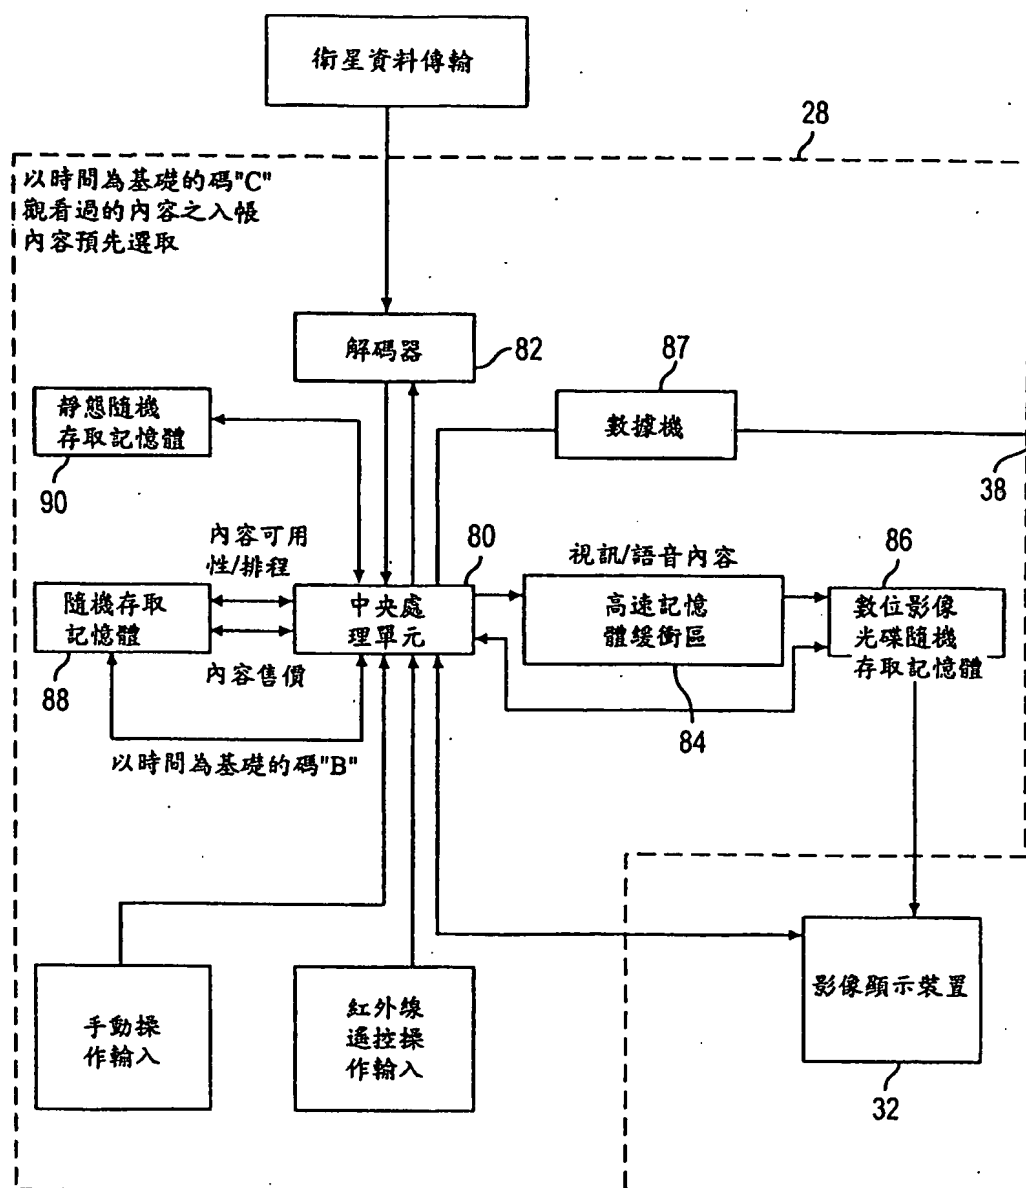 衛星資料傳輸
28
以時間為基礎的碼"C"
觀看過的內容之入帳
內容預先選取
解碼器
82
87
數據機
38
靜態隨機
存取記憶體
90
內容可用
性/排程
80
視訊/語音內容
86
隨機存取
記憶體
88
中央處
理單元
高速記憶
體緩衝區
84
數位影像
光碟隨機
存取記憶體
內容售價
以時間為基礎的碼"B"
手動操
作輸入
紅外線
遙控操
作輸入
影像顯示裝置
32